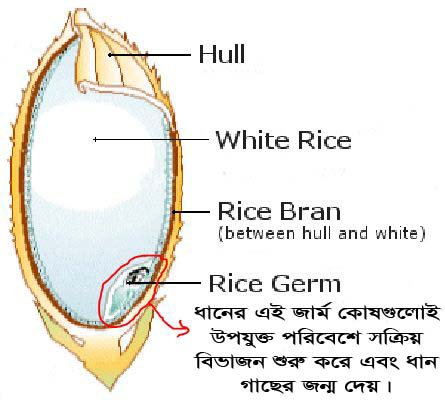 Hull
White Rice
Rice Bran
(between hull and white)
Rice Germ
ধানের এই জার্ম কোষগুলোই
উপযুক্ত পরিবেশে সক্রিয়
বিভাজন শুরু করে এবং ধান
গাছের জন্ম দেয়।